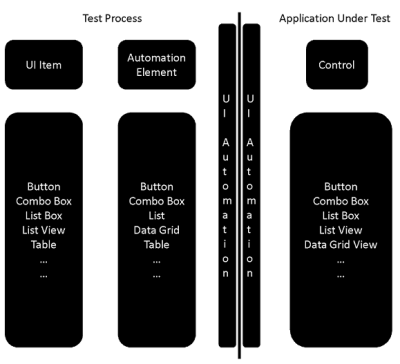 Test Process
Application Under Test
UI Item
Automation
Element
Control
UI Automation
UI Automation
Button
Combo Box
List Box
List View
Table
...
...
Button
Combo Box
List
Data Grid
Table
...
...
Button
Combo Box
List Box
List View
Data Grid View
...
...